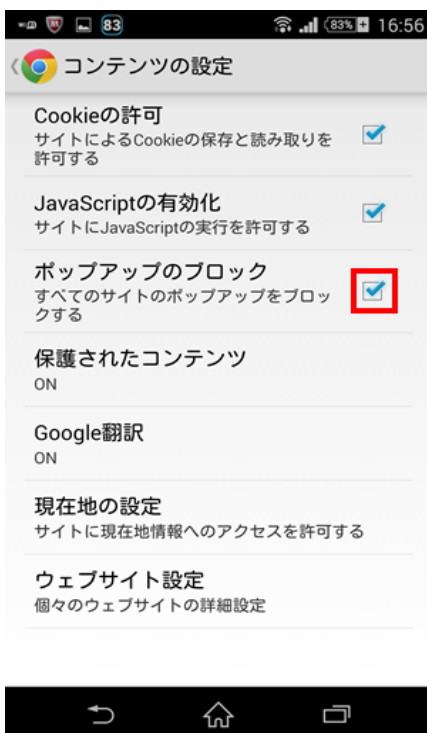 83 83% 16:56
コンテンツの設定
Cookieの許可
サイトによるCookieの保存と読み取りを
許可する
JavaScriptの有効化
サイトにJavaScriptの実行を許可する
ポップアップのブロック
すべてのサイトのポップアップをブロッ
クする
保護されたコンテンツ
ON
Google翻訳
ON
現在地の設定
サイトに現在地情報へのアクセスを許可する
ウェブサイト設定
個々のウェブサイトの詳細設定